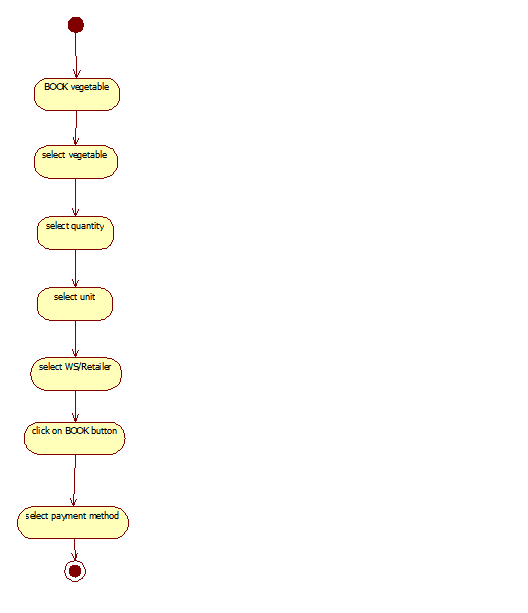 BOOK vegetable
select vegetable
select quantity
select unit
select WS/Retailer
click on BOOK button
select payment method